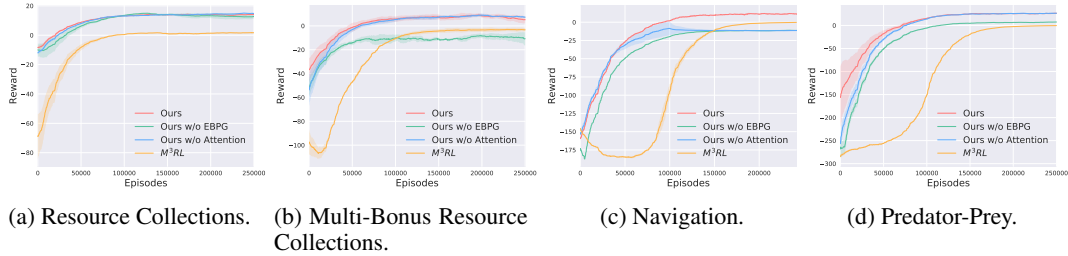 20
0
−20
−40
−60
−80
Reward
0
50000
100000
150000
200000
250000
Episodes
Ours
Ours w/o EBPG
Ours w/o Attention
M³RL
(a) Resource Collections.
0
−20
−40
−60
−80
−100
Reward
0
50000
100000
150000
200000
250000
Episodes
Ours
Ours w/o EBPG
Ours w/o Attention
M³RL
(b) Multi-Bonus Resource
Collections.
0
−25
−50
−75
−100
−125
−150
−175
Reward
0
50000
100000
150000
200000
Episodes
Ours
Ours w/o EBPG
Ours w/o Attention
M³RL
(c) Navigation.
0
−50
−100
−150
−200
−250
−300
Reward
0
50000
100000
150000
200000
250000
Episodes
Ours
Ours w/o EBPG
Ours w/o Attention
M³RL
(d) Predator-Prey.